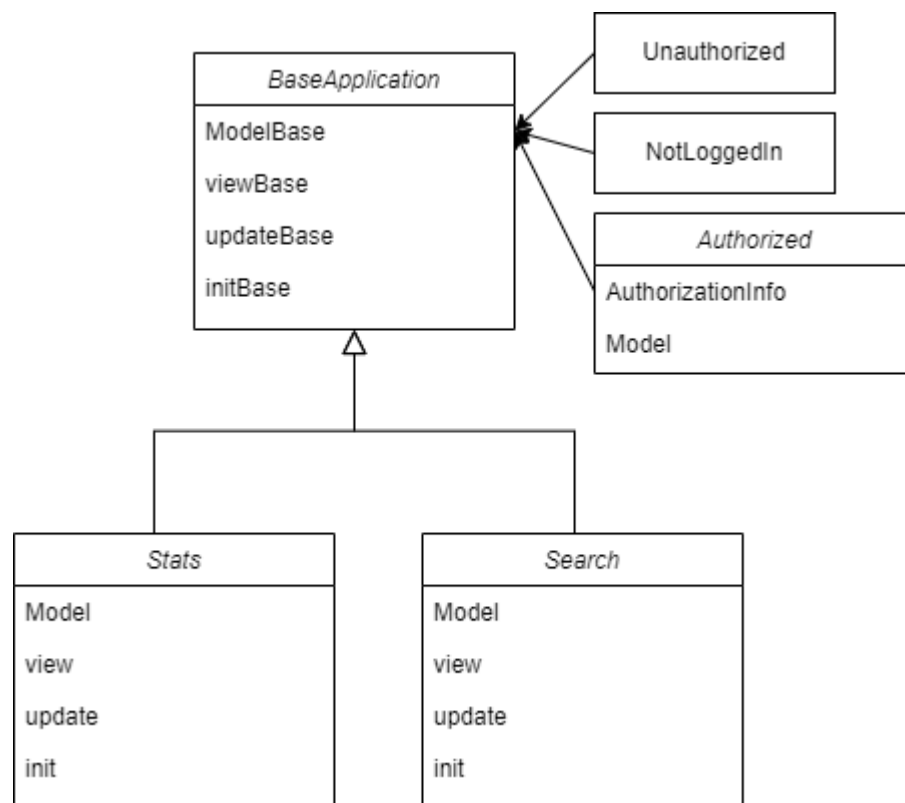 BaseApplication
ModelBase
viewBase
updateBase
initBase
Unauthorized
NotLoggedIn
Authorized
AuthorizationInfo
Model
Stats
Model
view
update
init
Search
Model
view
update
init